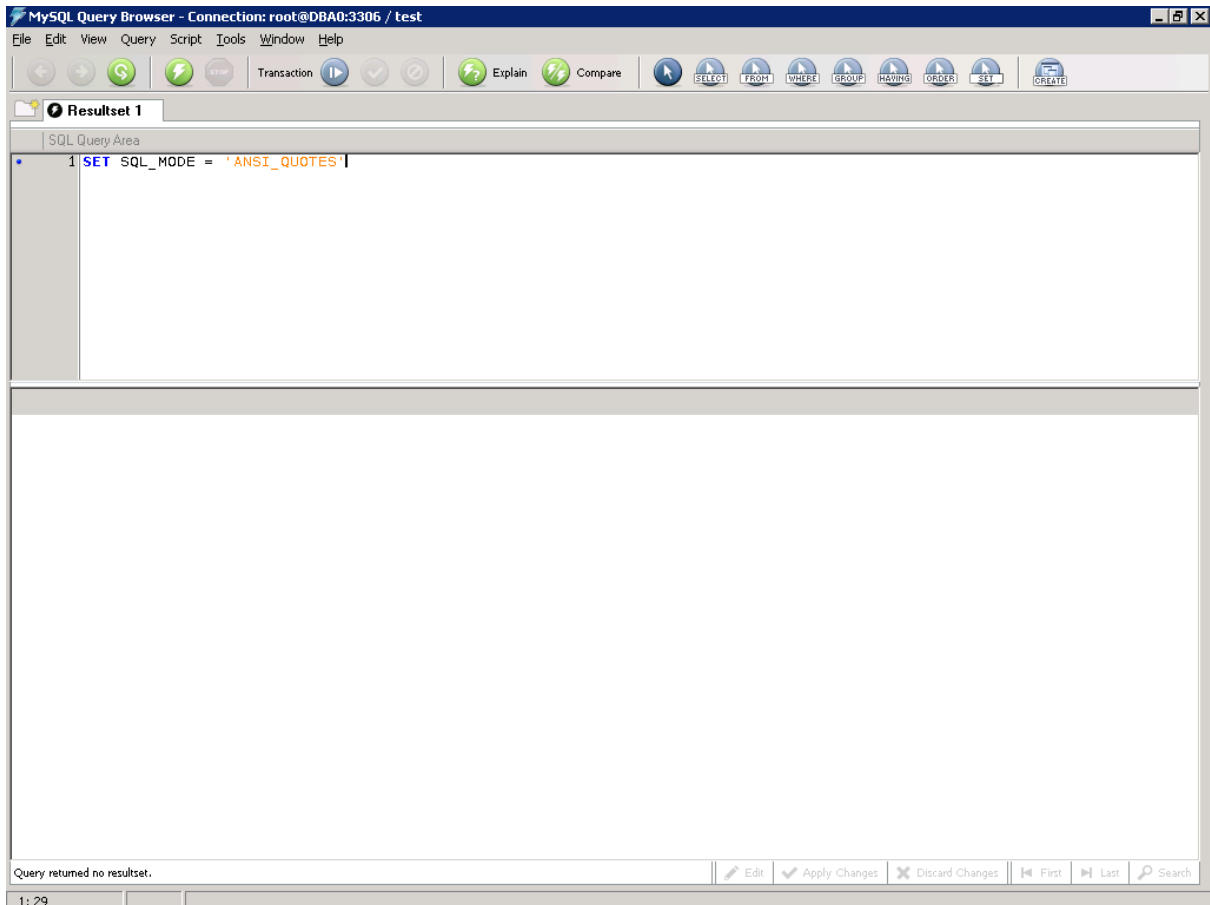 MySQL Query Browser - Connection: root@DBA0:3306 / test
File Edit View Query Script Tools Window Help
STOP Transaction Explain Compare SELECT FROM WHERE GROUP HAVING ORDER SET CREATE
Resultset 1
SQL Query Area
1 SET SQL_MODE = 'ANSI_QUOTES'
Query returned no resultset. Edit Apply Changes Discard Changes First Last Search
1: 29